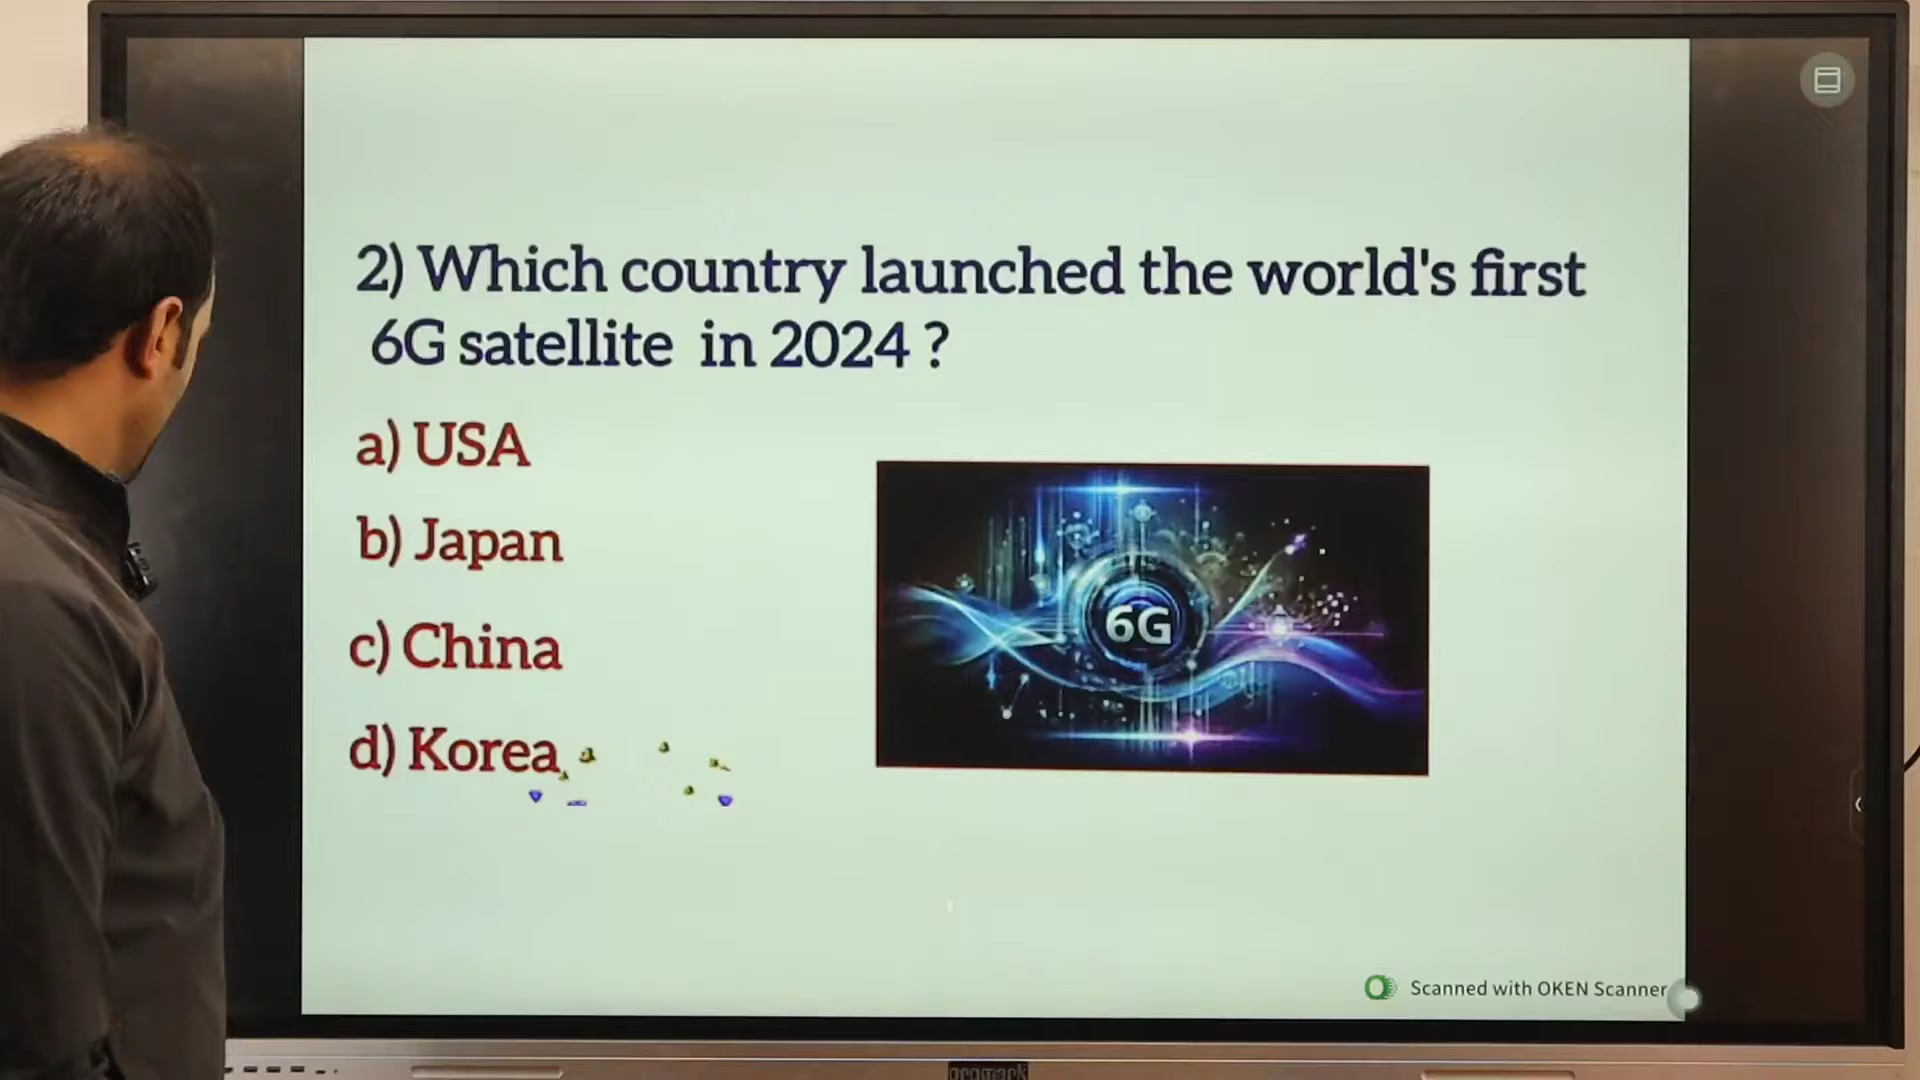 2) Which country launched the world's first
6G satellite in 2024 ?
a) USA
b) Japan
c) China
d) Korea
6G
Scanned with OKEN Scanner
promark